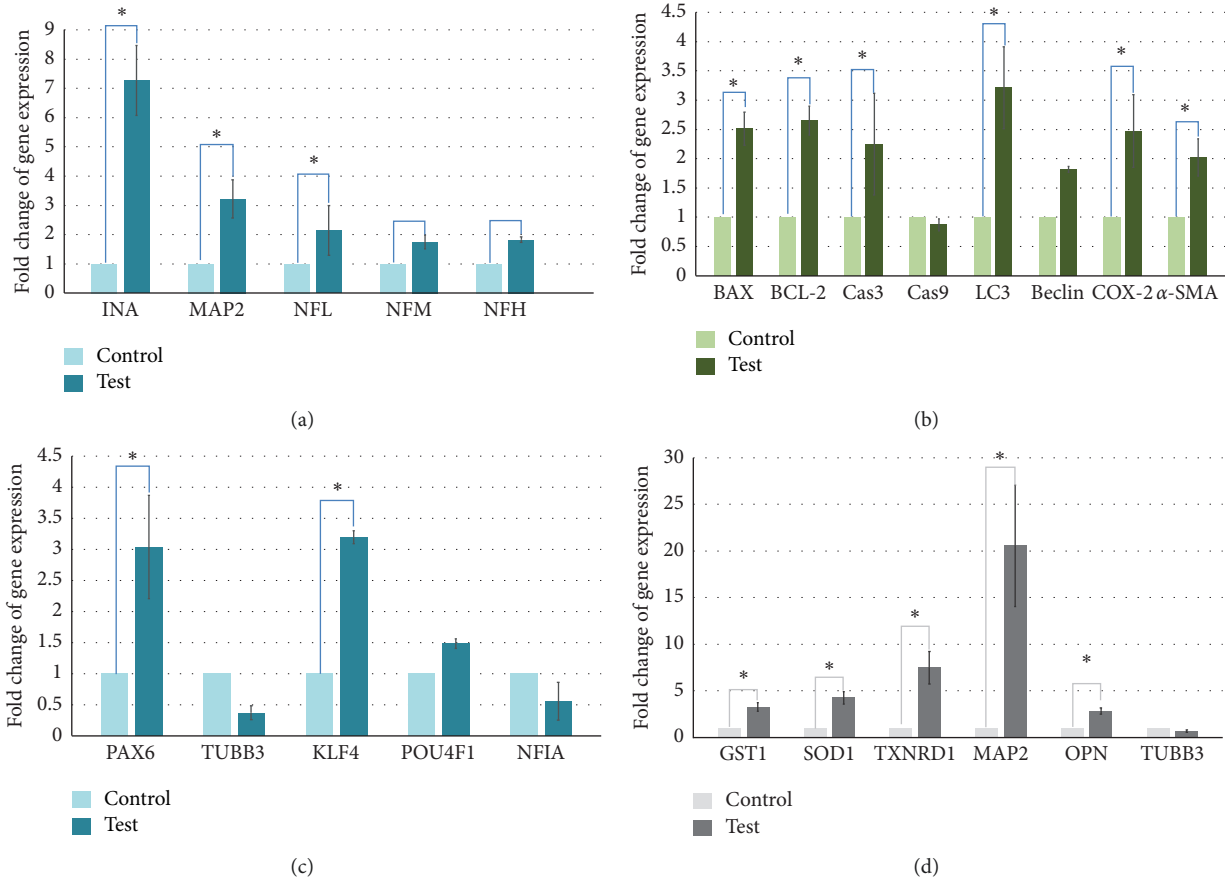 Fold change of gene expression
9
8
7
6
5
4
3
2
1
0
* * *
INA MAP2 NFL NFM NFH
Control
Test
(a)
Fold change of gene expression
4.5
4
3.5
3
2.5
2
1.5
1
0.5
0
* * * * * *
BAX BCL-2 Cas3 Cas9 LC3 Beclin COX-2 α-SMA
Control
Test
(b)
Fold change of gene expression
4.5
4
3.5
3
2.5
2
1.5
1
0.5
0
* *
PAX6 TUBB3 KLF4 POU4F1 NFIA
Control
Test
(c)
Fold change of gene expression
30
25
20
15
10
5
0
* * * * *
GST1 SOD1 TXNRD1 MAP2 OPN TUBB3
Control
Test
(d)